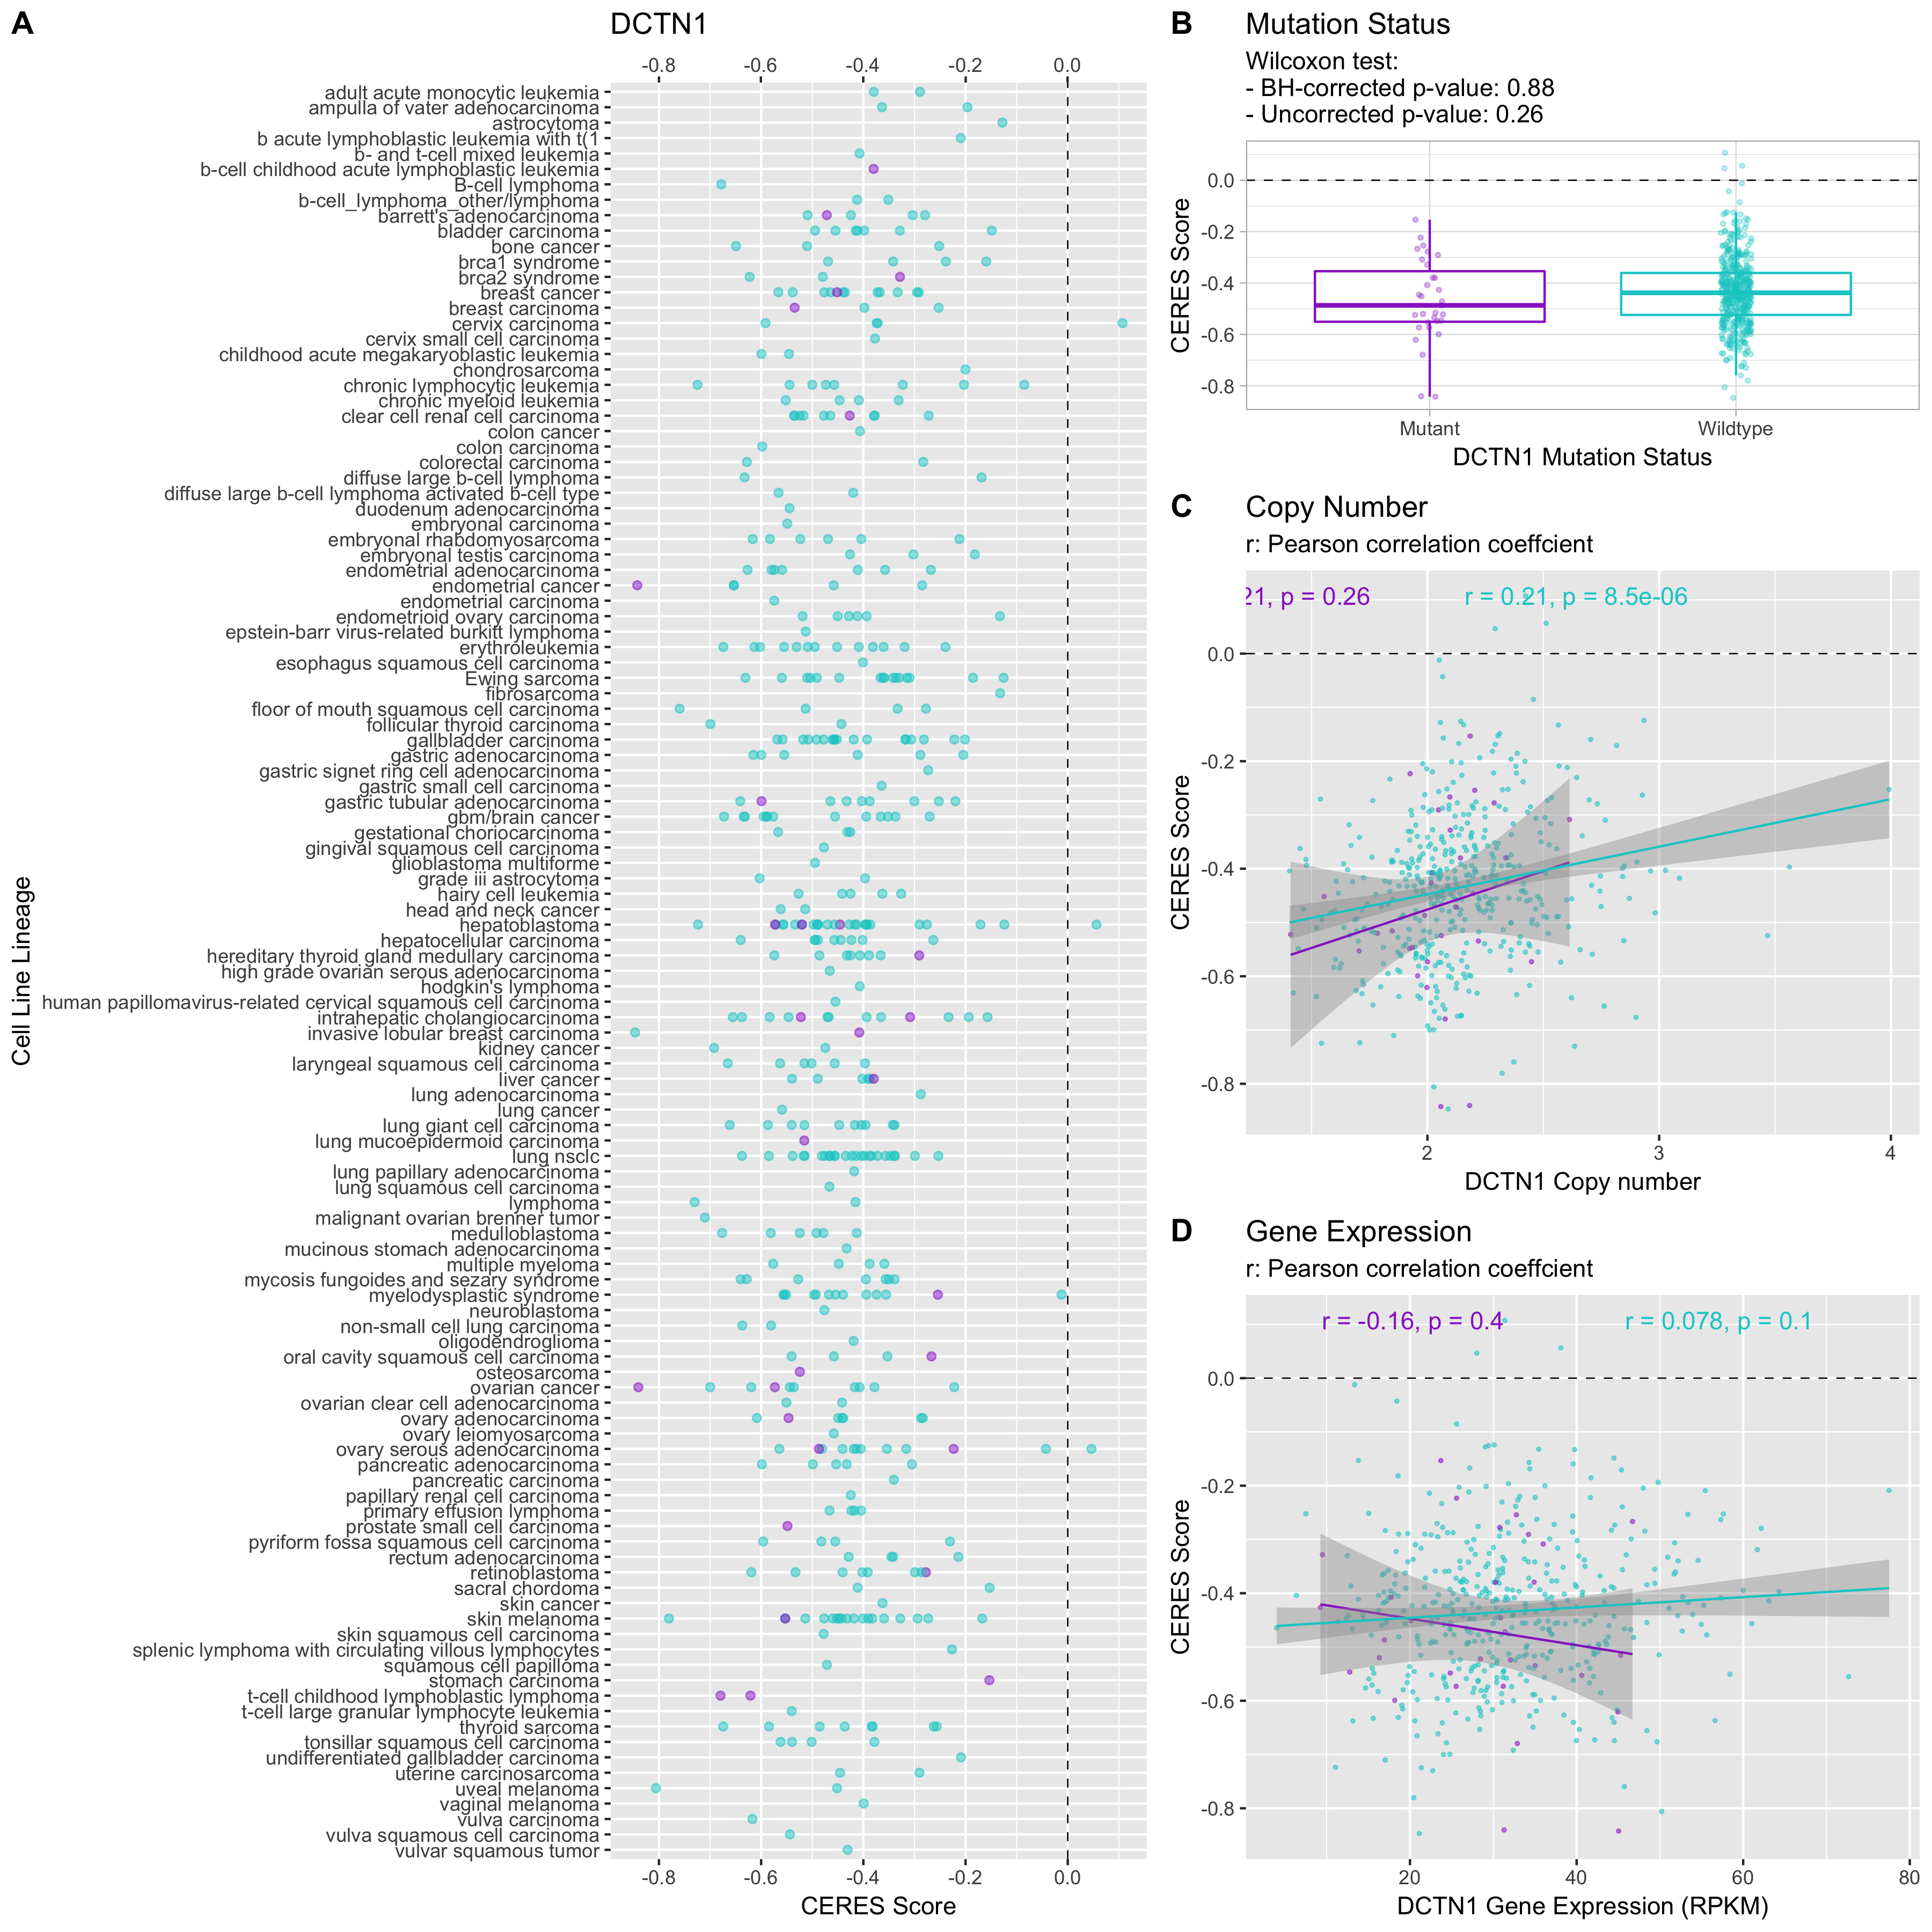 A
DCTN1
-0.8 -0.6 -0.4 -0.2 0.0
Cell Line Lineage
adult acute monocytic leukemia
ampulla of vater adenocarcinoma
astrocytoma
b acute lymphoblastic leukemia with t(1
b- and t-cell mixed leukemia
b-cell childhood acute lymphoblastic leukemia
B-cell lymphoma
b-cell_lymphoma_other/lymphoma
barrett's adenocarcinoma
bladder carcinoma
bone cancer
brca1 syndrome
brca2 syndrome
breast cancer
breast carcinoma
cervix carcinoma
cervix small cell carcinoma
childhood acute megakaryoblastic leukemia
chondrosarcoma
chronic lymphocytic leukemia
chronic myeloid leukemia
clear cell renal cell carcinoma
colon cancer
colon carcinoma
colorectal carcinoma
diffuse large b-cell lymphoma
diffuse large b-cell lymphoma activated b-cell type
duodenum adenocarcinoma
embryonal carcinoma
embryonal rhabdomyosarcoma
embryonal testis carcinoma
endometrial adenocarcinoma
endometrial cancer
endometrial carcinoma
endometrioid ovary carcinoma
epstein-barr virus-related burkitt lymphoma
erythroleukemia
esophagus squamous cell carcinoma
Ewing sarcoma
fibrosarcoma
floor of mouth squamous cell carcinoma
follicular thyroid carcinoma
gallbladder carcinoma
gastric adenocarcinoma
gastric signet ring cell adenocarcinoma
gastric small cell carcinoma
gastric tubular adenocarcinoma
gbm/brain cancer
gestational choriocarcinoma
gingival squamous cell carcinoma
glioblastoma multiforme
grade iii astrocytoma
hairy cell leukemia
head and neck cancer
hepatoblastoma
hepatocellular carcinoma
hereditary thyroid gland medullary carcinoma
high grade ovarian serous adenocarcinoma
hodgkin's lymphoma
human papillomavirus-related cervical squamous cell carcinoma
intrahepatic cholangiocarcinoma
invasive lobular breast carcinoma
kidney cancer
laryngeal squamous cell carcinoma
liver cancer
lung adenocarcinoma
lung cancer
lung giant cell carcinoma
lung mucoepidermoid carcinoma
lung nsclc
lung papillary adenocarcinoma
lung squamous cell carcinoma
lymphoma
malignant ovarian brenner tumor
medulloblastoma
mucinous stomach adenocarcinoma
multiple myeloma
mycosis fungoides and sezary syndrome
myelodysplastic syndrome
neuroblastoma
non-small cell lung carcinoma
oligodendroglioma
oral cavity squamous cell carcinoma
osteosarcoma
ovarian cancer
ovarian clear cell adenocarcinoma
ovary adenocarcinoma
ovary leiomyosarcoma
ovary serous adenocarcinoma
pancreatic adenocarcinoma
pancreatic carcinoma
papillary renal cell carcinoma
primary effusion lymphoma
prostate small cell carcinoma
pyriform fossa squamous cell carcinoma
rectum adenocarcinoma
retinoblastoma
sacral chordoma
skin cancer
skin melanoma
skin squamous cell carcinoma
splenic lymphoma with circulating villous lymphocytes
squamous cell papilloma
stomach carcinoma
t-cell childhood lymphoblastic lymphoma
t-cell large granular lymphocyte leukemia
thyroid sarcoma
tonsillar squamous cell carcinoma
undifferentiated gallbladder carcinoma
uterine carcinosarcoma
uveal melanoma
vaginal melanoma
vulva carcinoma
vulva squamous cell carcinoma
vulvar squamous tumor
-0.8 -0.6 -0.4 -0.2 0.0
CERES Score
B
Mutation Status
Wilcoxon test:
- BH-corrected p-value: 0.88
- Uncorrected p-value: 0.26
CERES Score
0.0
-0.2
-0.4
-0.6
-0.8
Mutant Wildtype
DCTN1 Mutation Status
C
Copy Number
r: Pearson correlation coeffcient
21, p = 0.26 r = 0.21, p = 8.5e-06
CERES Score
0.0
-0.2
-0.4
-0.6
-0.8
2 3 4
DCTN1 Copy number
D
Gene Expression
r: Pearson correlation coeffcient
r = -0.16, p = 0.4 r = 0.078, p = 0.1
CERES Score
0.0
-0.2
-0.4
-0.6
-0.8
20 40 60 80
DCTN1 Gene Expression (RPKM)